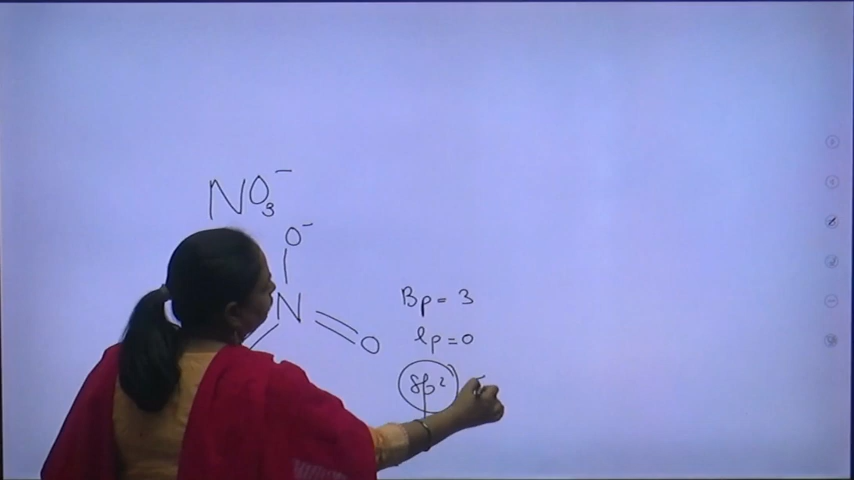 NO₃⁻
O⁻
N
O
Bp = 3
lp = 0
sp²